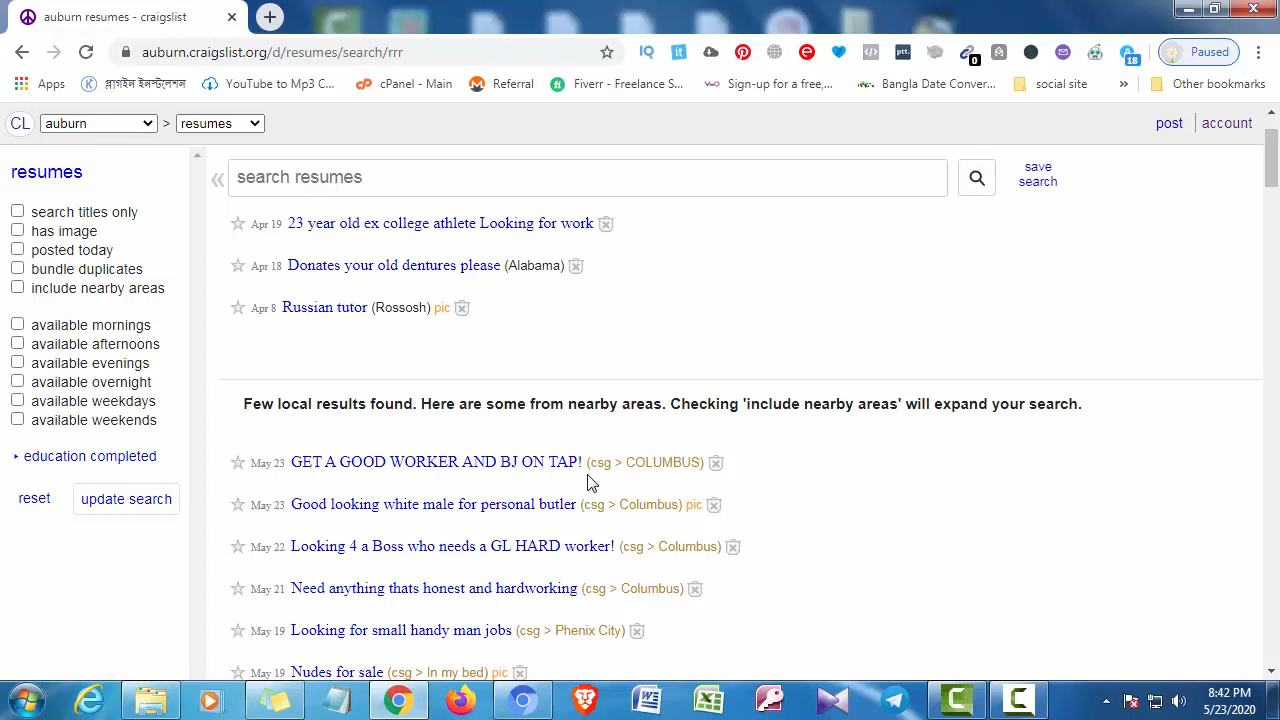 auburn resumes - craigslist
auburn.craigslist.org/d/resumes/search/rrr
ptt.
0
18
Paused
Apps
প্লাগইন ইনস্টলেশন
YouTube to Mp3 C...
cPanel - Main
Referral
Fiverr - Freelance S...
Sign-up for a free,...
Bangla Date Conver...
social site
»
Other bookmarks
CL
auburn
>
resumes
post
account
resumes
search titles only
has image
posted today
bundle duplicates
include nearby areas
available mornings
available afternoons
available evenings
available overnight
available weekdays
available weekends
education completed
reset
update search
«
search resumes
save
search
Apr 19 23 year old ex college athlete Looking for work
Apr 18 Donates your old dentures please (Alabama)
Apr 8 Russian tutor (Rossosh) pic
Few local results found. Here are some from nearby areas. Checking 'include nearby areas' will expand your search.
May 23 GET A GOOD WORKER AND BJ ON TAP! (csg > COLUMBUS)
May 23 Good looking white male for personal butler (csg > Columbus) pic
May 22 Looking 4 a Boss who needs a GL HARD worker! (csg > Columbus)
May 21 Need anything thats honest and hardworking (csg > Columbus)
May 19 Looking for small handy man jobs (csg > Phenix City)
May 19 Nudes for sale (csg > In my bed) pic
8:42 PM
5/23/2020